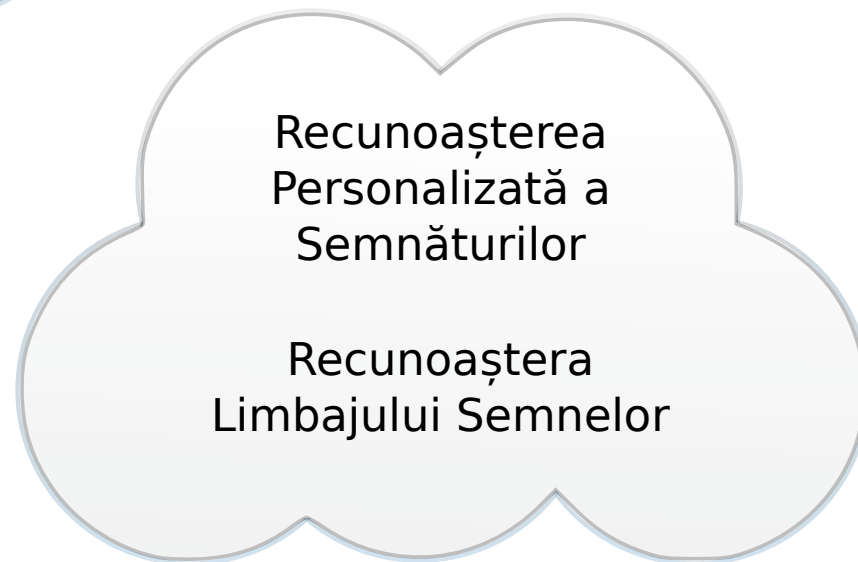 Recunoașterea
Personalizată a
Semnăturilor
Recunoaștera
Limbajului Semnelor